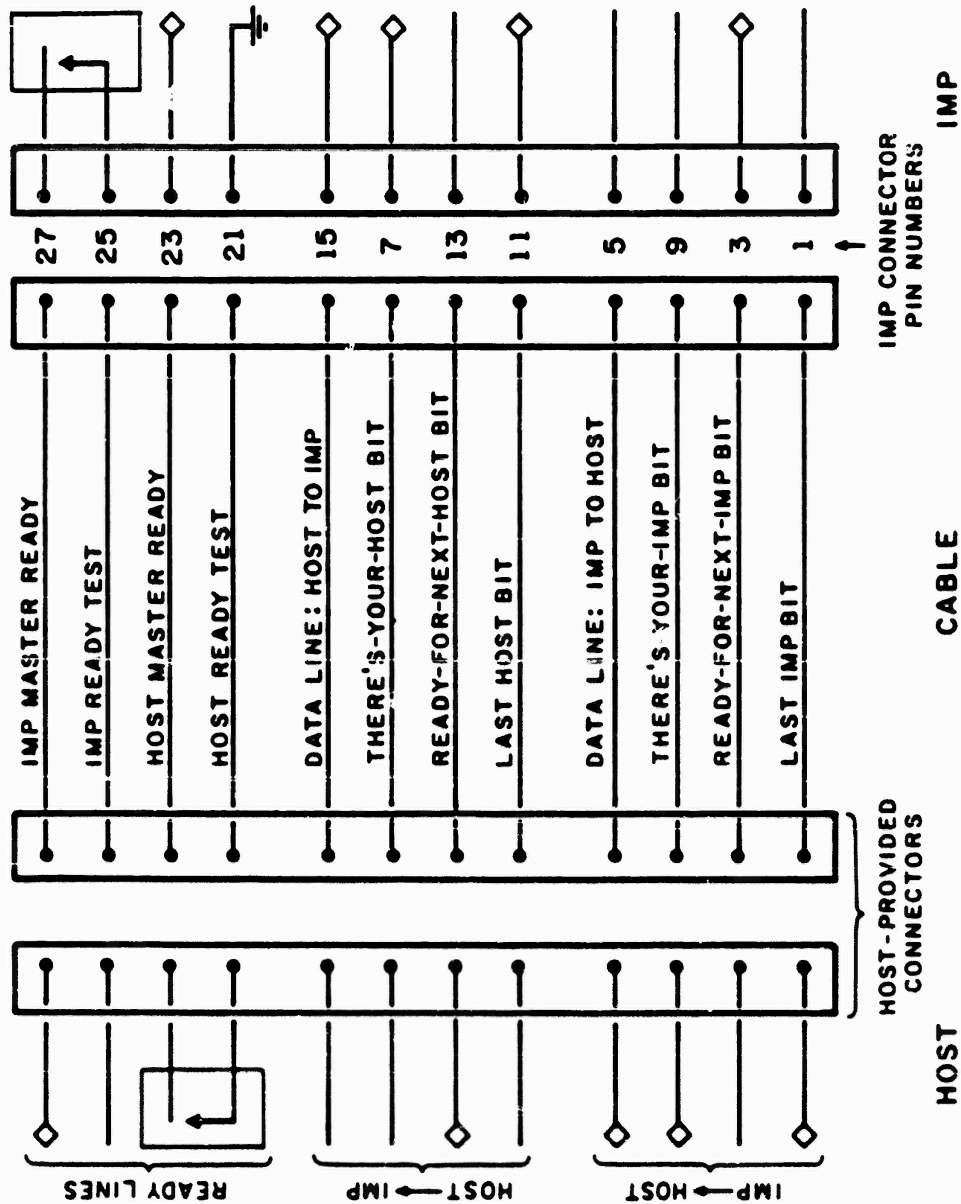 READY LINES
IMP MASTER READY
27
IMP READY TEST
25
HOST MASTER READY
23
HOST READY TEST
21
HOST → IMP
DATA LINE: HOST TO IMP
15
THERE'S-YOUR-HOST BIT
7
READY-FOR-NEXT-HOST BIT
13
LAST HOST BIT
11
IMP → HOST
DATA LINE: IMP TO HOST
5
THERE'S-YOUR-IMP BIT
9
READY-FOR-NEXT-IMP BIT
3
LAST IMP BIT
1
HOST-PROVIDED
CONNECTORS
IMP CONNECTOR
PIN NUMBERS
HOST
CABLE
IMP